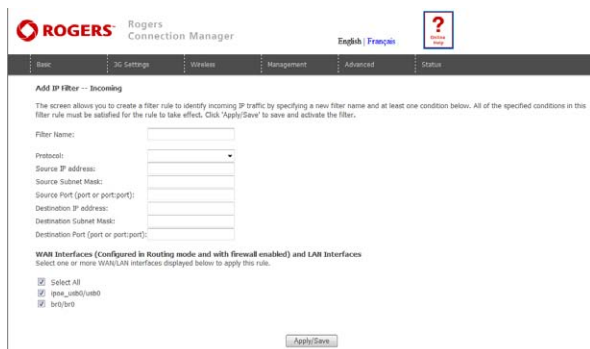 ROGERS™ Rogers
Connection Manager
English | Français
?
Online
Help
Basic 3G Settings Wireless Management Advanced Status
Add IP Filter -- Incoming
The screen allows you to create a filter rule to identify incoming IP traffic by specifying a new filter name and at least one condition below. All of the specified conditions in this
filter rule must be satisfied for the rule to take effect. Click 'Apply/Save' to save and activate the filter.
Filter Name:
Protocol:
Source IP address:
Source Subnet Mask:
Source Port (port or port:port):
Destination IP address:
Destination Subnet Mask:
Destination Port (port or port:port):
WAN Interfaces (Configured in Routing mode and with firewall enabled) and LAN Interfaces
Select one or more WAN/LAN interfaces displayed below to apply this rule.
Select All
ipoe_usb0/usb0
br0/br0
Apply/Save